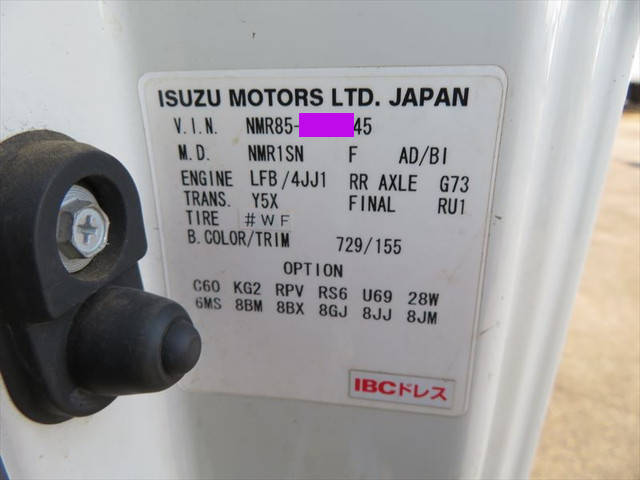 ISUZU MOTORS LTD. JAPAN
V.I.N. NMR85- 45
M.D. NMR1SN F AD/BI
ENGINE LFB/4JJ1 RR AXLE G73
TRANS. Y5X FINAL RU1
TIRE #WF
B.COLOR/TRIM 729/155
OPTION
C60 KG2 RPV RS6 U69 28W
6MS 8BM 8BX 8GJ 8JJ 8JM
IBCドレス